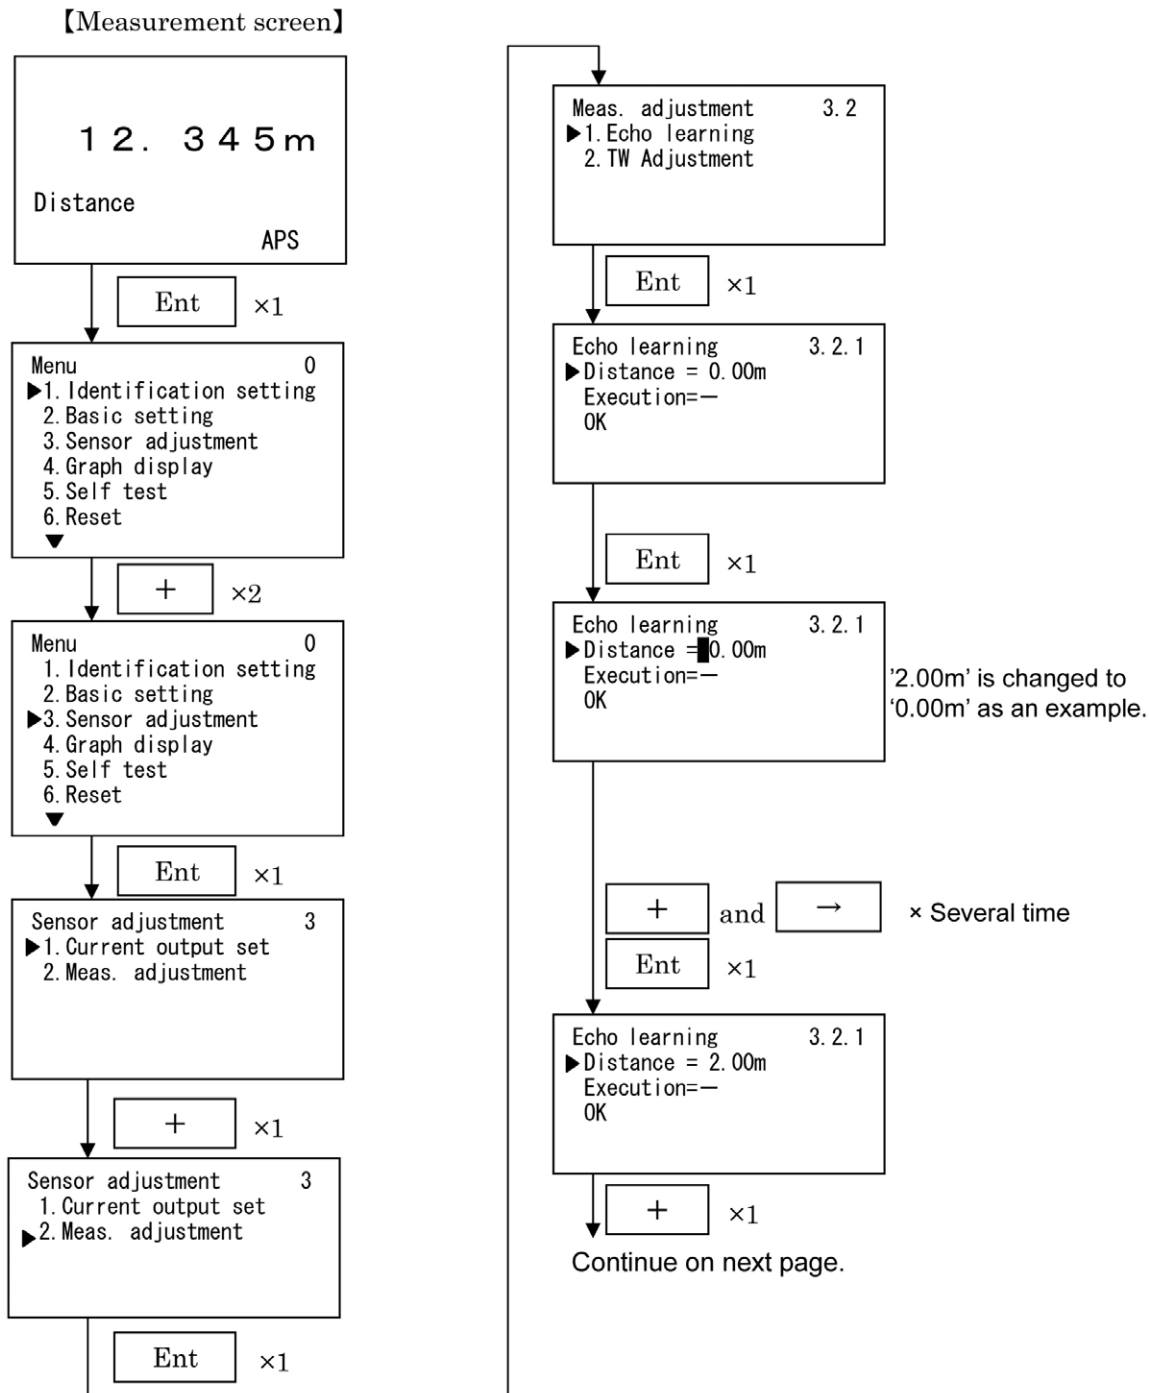 【Measurement screen】
12. 345m
Distance
APS
Ent ×1
Menu 0
▶1. Identification setting
2. Basic setting
3. Sensor adjustment
4. Graph display
5. Self test
6. Reset
▼
+ ×2
Menu 0
1. Identification setting
2. Basic setting
▶3. Sensor adjustment
4. Graph display
5. Self test
6. Reset
▼
Ent ×1
Sensor adjustment 3
▶1. Current output set
2. Meas. adjustment
+ ×1
Sensor adjustment 3
1. Current output set
▶2. Meas. adjustment
Ent ×1
Meas. adjustment 3.2
▶1. Echo learning
2. TW Adjustment
Ent ×1
Echo learning 3.2.1
▶Distance = 0.00m
Execution=—
OK
Ent ×1
Echo learning 3.2.1
▶Distance =█0.00m
Execution=—
OK
’2.00m’ is changed to
‘0.00m’ as an example.
+ and → × Several time
Ent ×1
Echo learning 3.2.1
▶Distance = 2.00m
Execution=—
OK
+ ×1
Continue on next page.